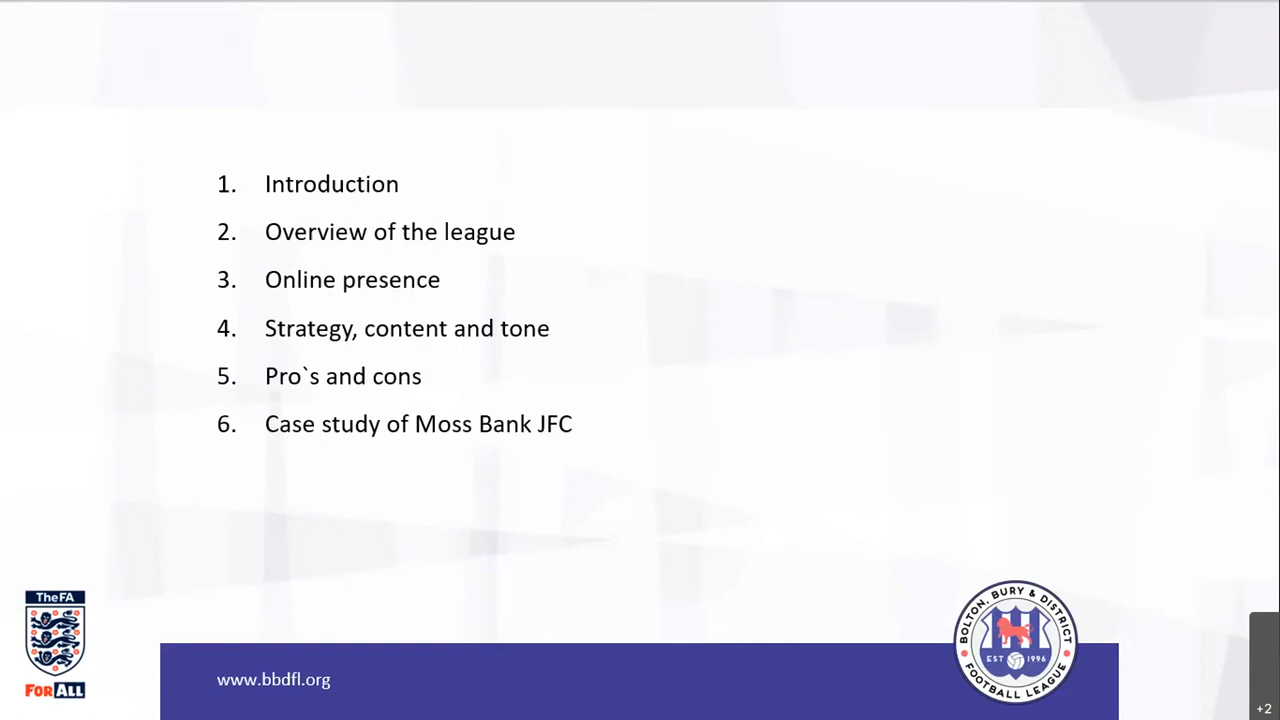 1. Introduction
2. Overview of the league
3. Online presence
4. Strategy, content and tone
5. Pro`s and cons
6. Case study of Moss Bank JFC
TheFA
FORALL
www.bbdfl.org
BOLTON, BURY & DISTRICT
EST 1996
FOOTBALL LEAGUE
+2